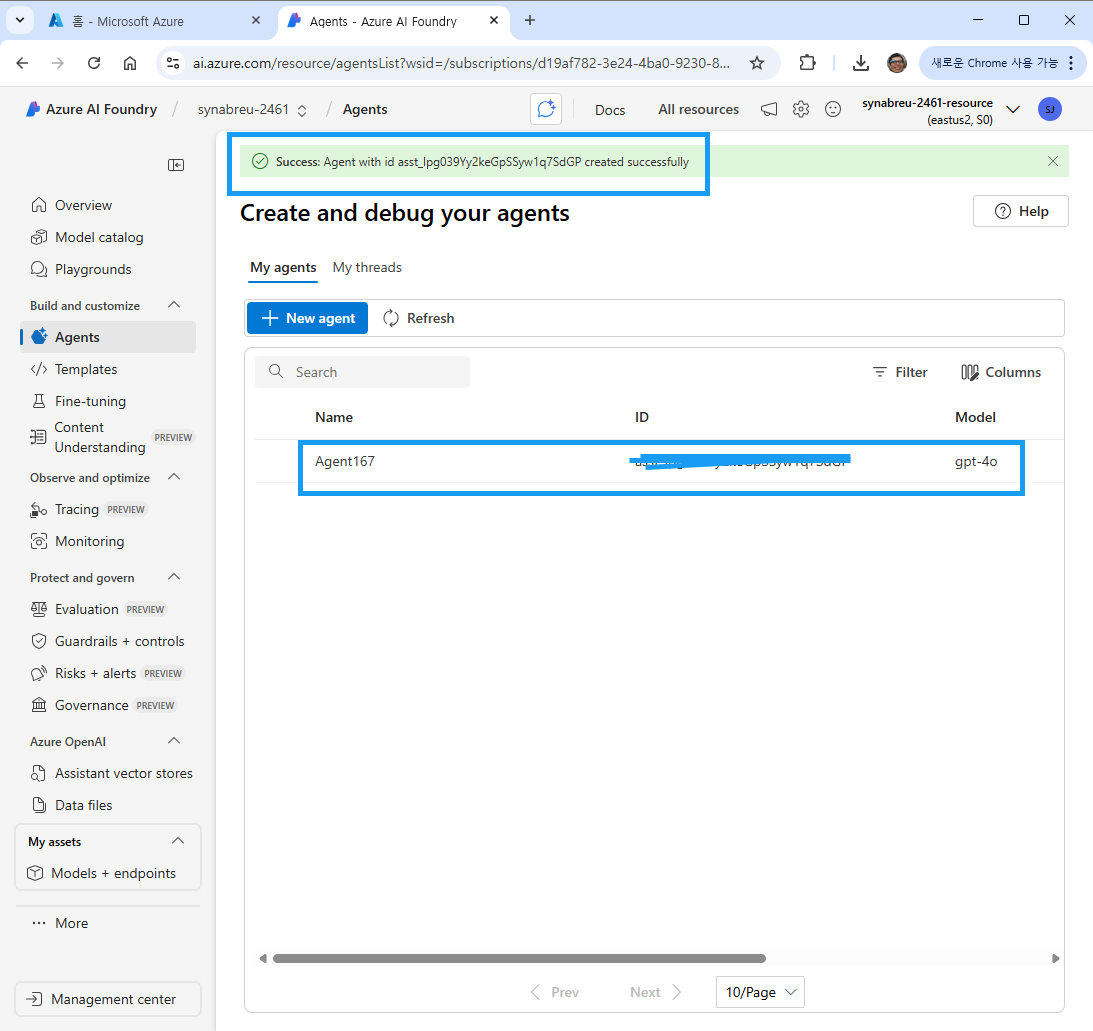 홈 - Microsoft Azure
Agents - Azure AI Foundry
ai.azure.com/resource/agentsList?wsid=/subscriptions/d19af782-3e24-4ba0-9230-8...
새로운 Chrome 사용 가능
Azure AI Foundry / synabreu-2461 / Agents
Docs
All resources
synabreu-2461-resource
(eastus2, S0)
SJ
Success: Agent with id asst_lpg039Yy2keGpSSyw1q7SdGP created successfully
Create and debug your agents
Help
My agents
My threads
New agent
Refresh
Search
Filter
Columns
Name
ID
Model
Agent167
gpt-4o
Prev
Next
10/Page
Overview
Model catalog
Playgrounds
Build and customize
Agents
Templates
Fine-tuning
Content
Understanding PREVIEW
Observe and optimize
Tracing PREVIEW
Monitoring
Protect and govern
Evaluation PREVIEW
Guardrails + controls
Risks + alerts PREVIEW
Governance PREVIEW
Azure OpenAI
Assistant vector stores
Data files
My assets
Models + endpoints
More
Management center